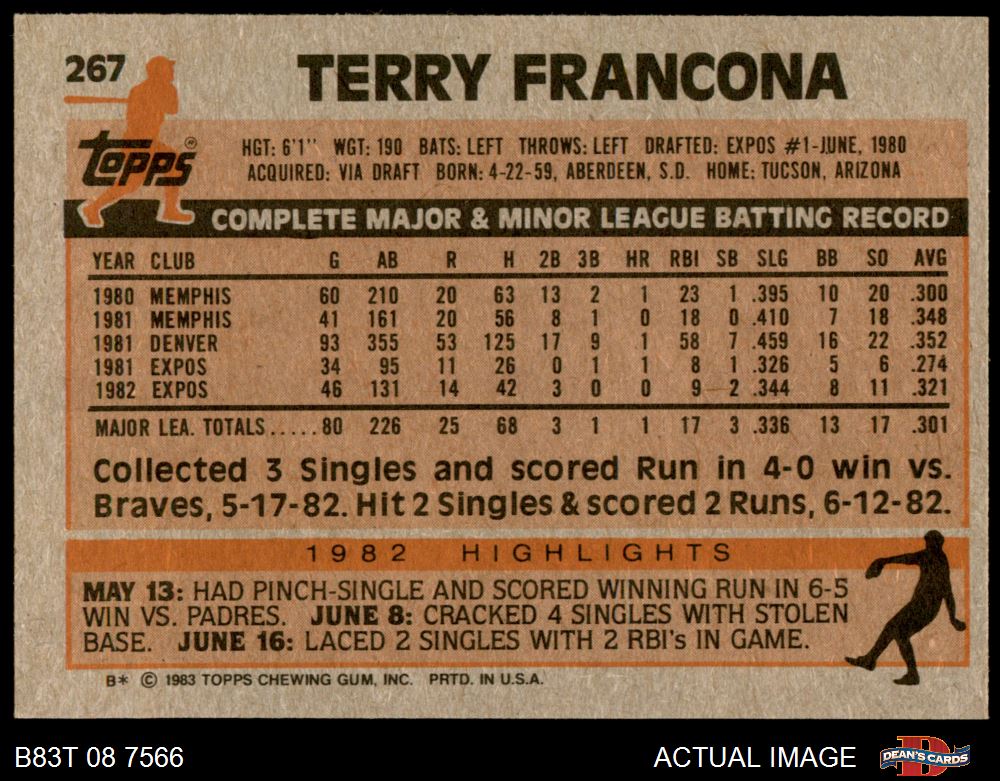 267
TERRY FRANCONA
topps®
HGT: 6'1" WGT: 190 BATS: LEFT THROWS: LEFT DRAFTED: EXPOS #1-JUNE, 1980
ACQUIRED: VIA DRAFT BORN: 4-22-59, ABERDEEN, S.D. HOME: TUCSON, ARIZONA
COMPLETE MAJOR & MINOR LEAGUE BATTING RECORD
YEAR CLUB G AB R H 2B 3B HR RBI SB SLG BB SO AVG
1980 MEMPHIS 60 210 20 63 13 2 1 23 1 .395 10 20 .300
1981 MEMPHIS 41 161 20 56 8 1 0 18 0 .410 7 18 .348
1981 DENVER 93 355 53 125 17 9 1 58 7 .459 16 22 .352
1981 EXPOS 34 95 11 26 0 1 1 8 1 .326 5 6 .274
1982 EXPOS 46 131 14 42 3 0 0 9 2 .344 8 11 .321
MAJOR LEA. TOTALS.....80 226 25 68 3 1 1 17 3 .336 13 17 .301
Collected 3 Singles and scored Run in 4-0 win vs.
Braves, 5-17-82. Hit 2 Singles & scored 2 Runs, 6-12-82.
1982 HIGHLIGHTS
MAY 13: HAD PINCH-SINGLE AND SCORED WINNING RUN IN 6-5
WIN VS. PADRES. JUNE 8: CRACKED 4 SINGLES WITH STOLEN
BASE. JUNE 16: LACED 2 SINGLES WITH 2 RBI's IN GAME.
B* © 1983 TOPPS CHEWING GUM, INC. PRTD. IN U.S.A.
B83T 08 7566
ACTUAL IMAGE
D
DEAN'S CARDS